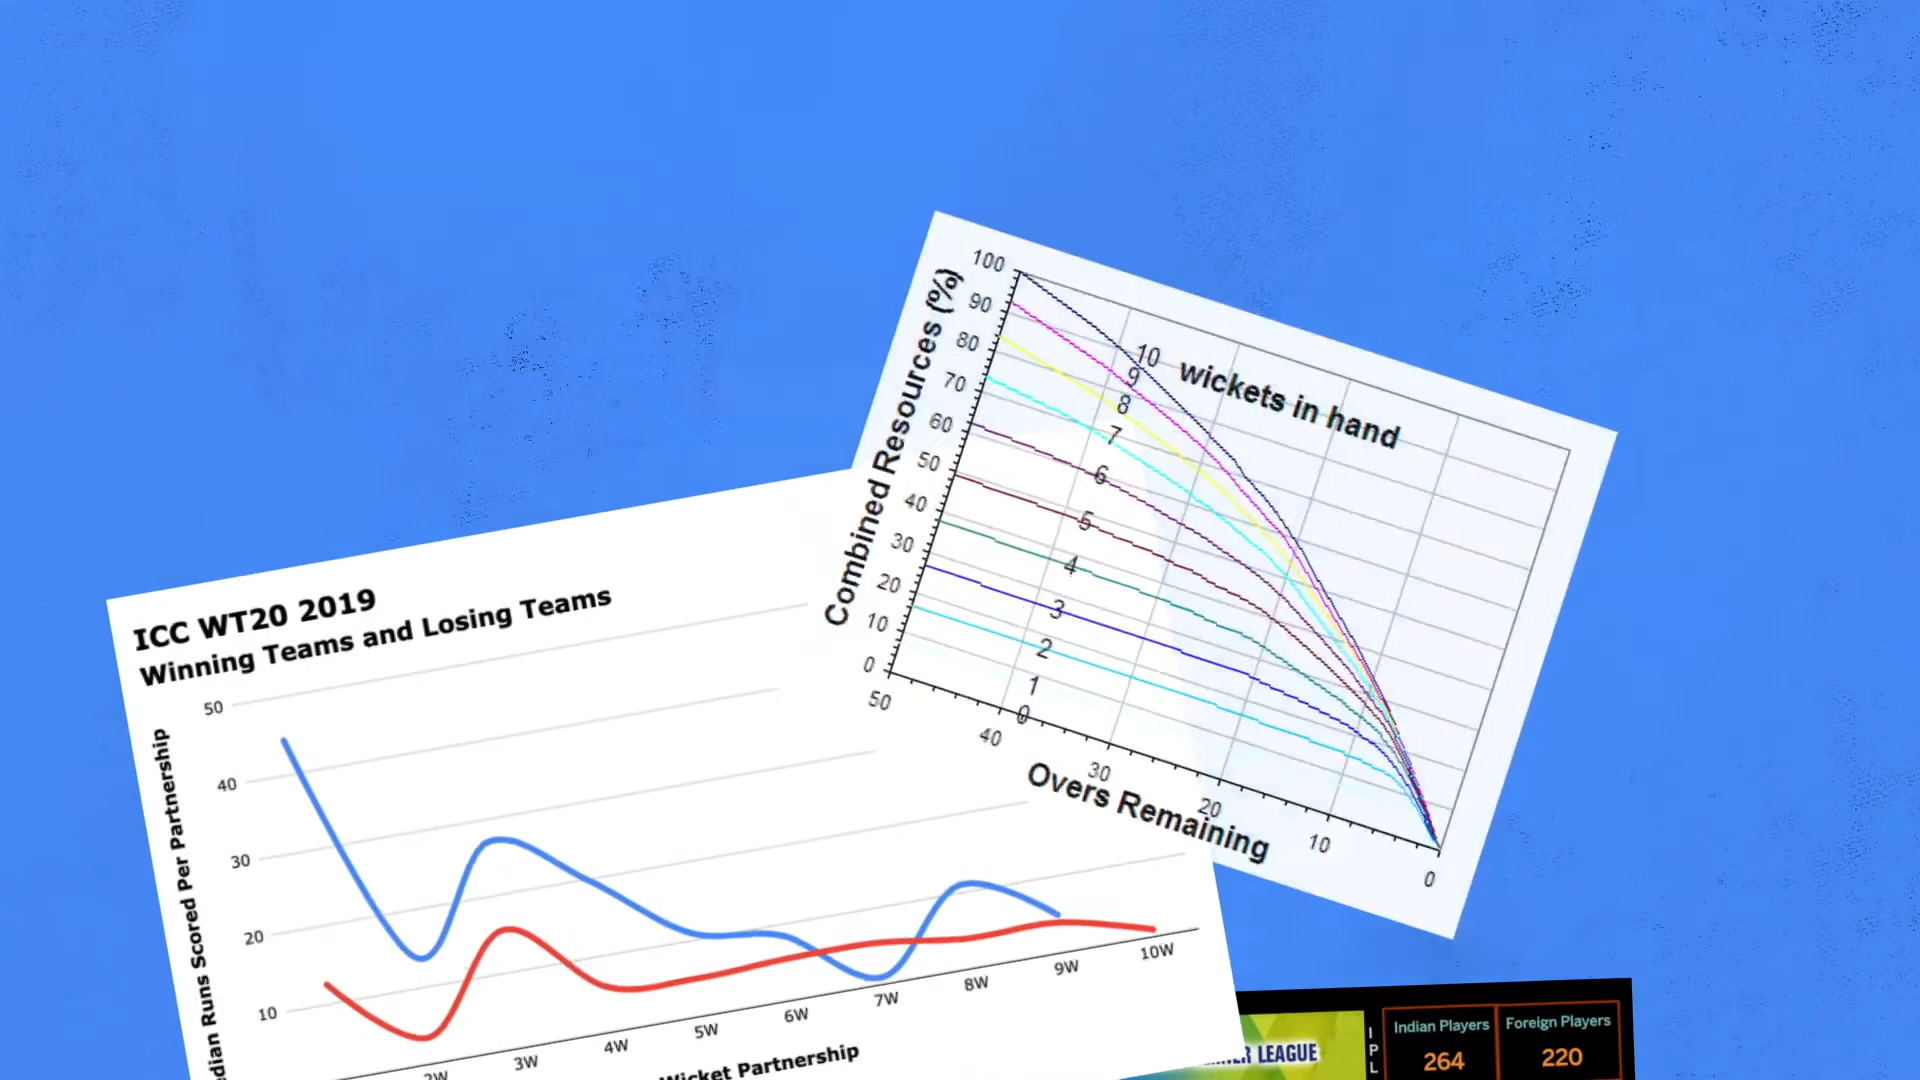 100
90
80
70
60
50
40
30
20
10
0
Combined Resources (%)
10
9
8
7
6
5
4
3
2
1
0
wickets in hand
50
40
30
20
10
0
Overs Remaining
ICC WT20 2019
Winning Teams and Losing Teams
50
40
30
20
10
Runs Scored Per Partnership
3W
4W
5W
6W
7W
8W
9W
10W
Partnership
LEAGUE
I
P
L
Indian Players
264
Foreign Players
220